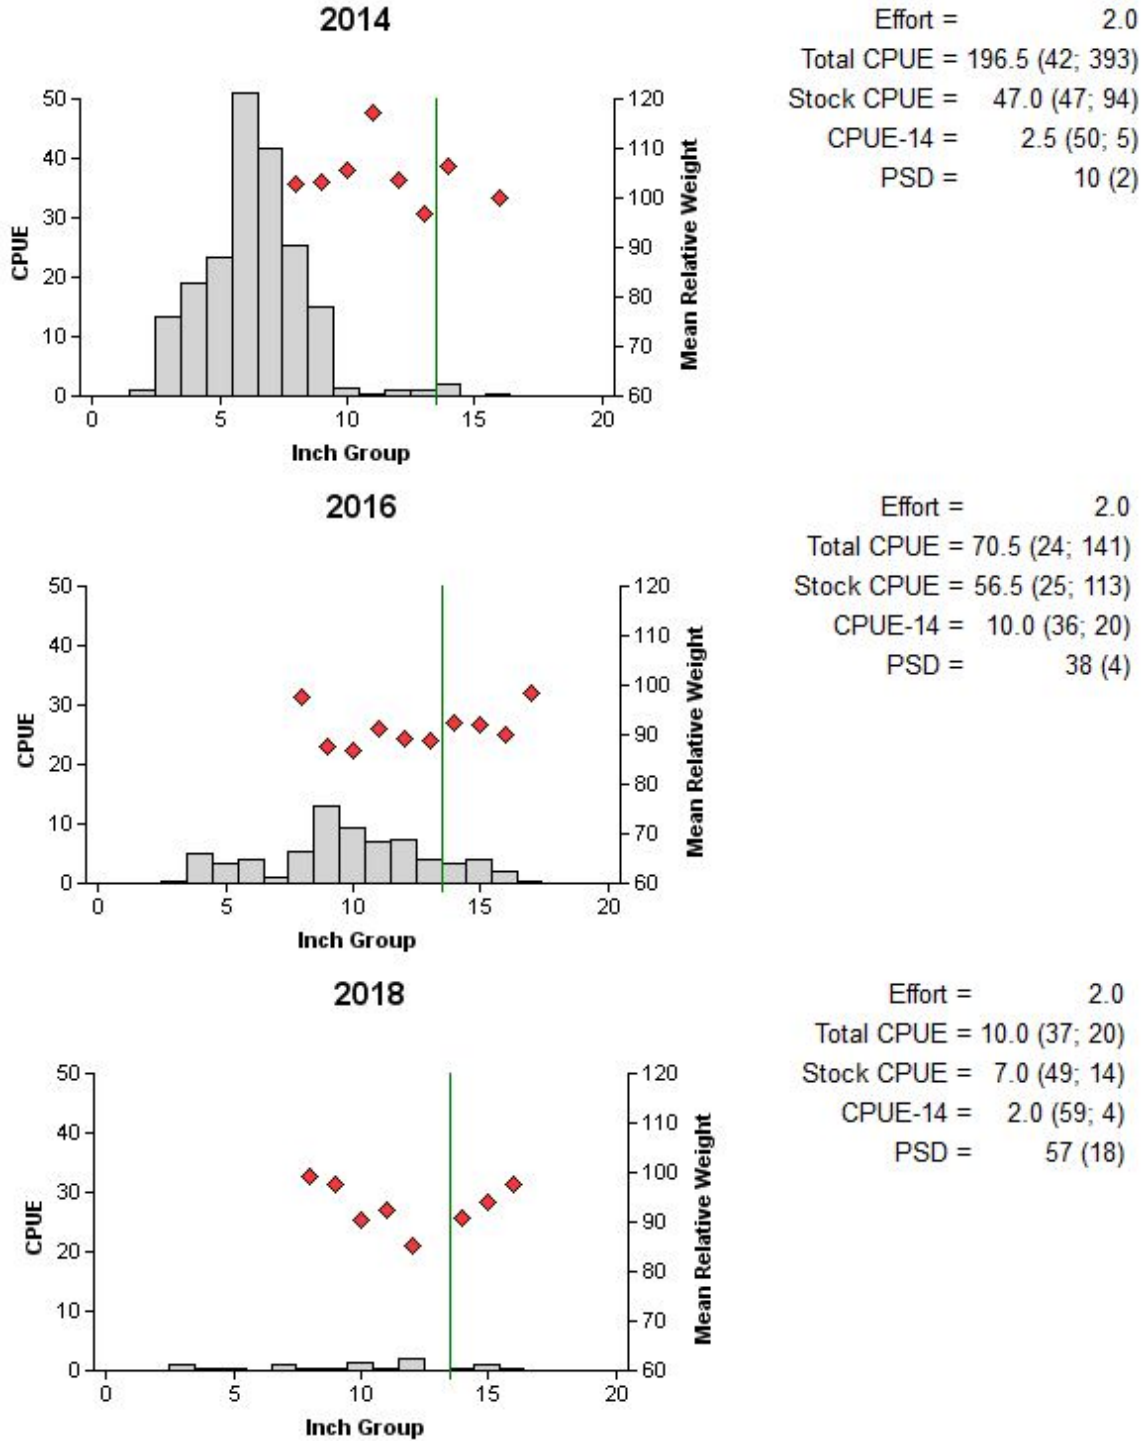 2014
Effort = 2.0
Total CPUE = 196.5 (42; 393)
Stock CPUE = 47.0 (47; 94)
CPUE-14 = 2.5 (50; 5)
PSD = 10 (2)
50
40
30
20
10
0
CPUE
120
110
100
90
80
70
60
Mean Relative Weight
0 5 10 15 20
Inch Group
2016
Effort = 2.0
Total CPUE = 70.5 (24; 141)
Stock CPUE = 56.5 (25; 113)
CPUE-14 = 10.0 (36; 20)
PSD = 38 (4)
50
40
30
20
10
0
CPUE
120
110
100
90
80
70
60
Mean Relative Weight
0 5 10 15 20
Inch Group
2018
Effort = 2.0
Total CPUE = 10.0 (37; 20)
Stock CPUE = 7.0 (49; 14)
CPUE-14 = 2.0 (59; 4)
PSD = 57 (18)
50
40
30
20
10
0
CPUE
120
110
100
90
80
70
60
Mean Relative Weight
0 5 10 15 20
Inch Group